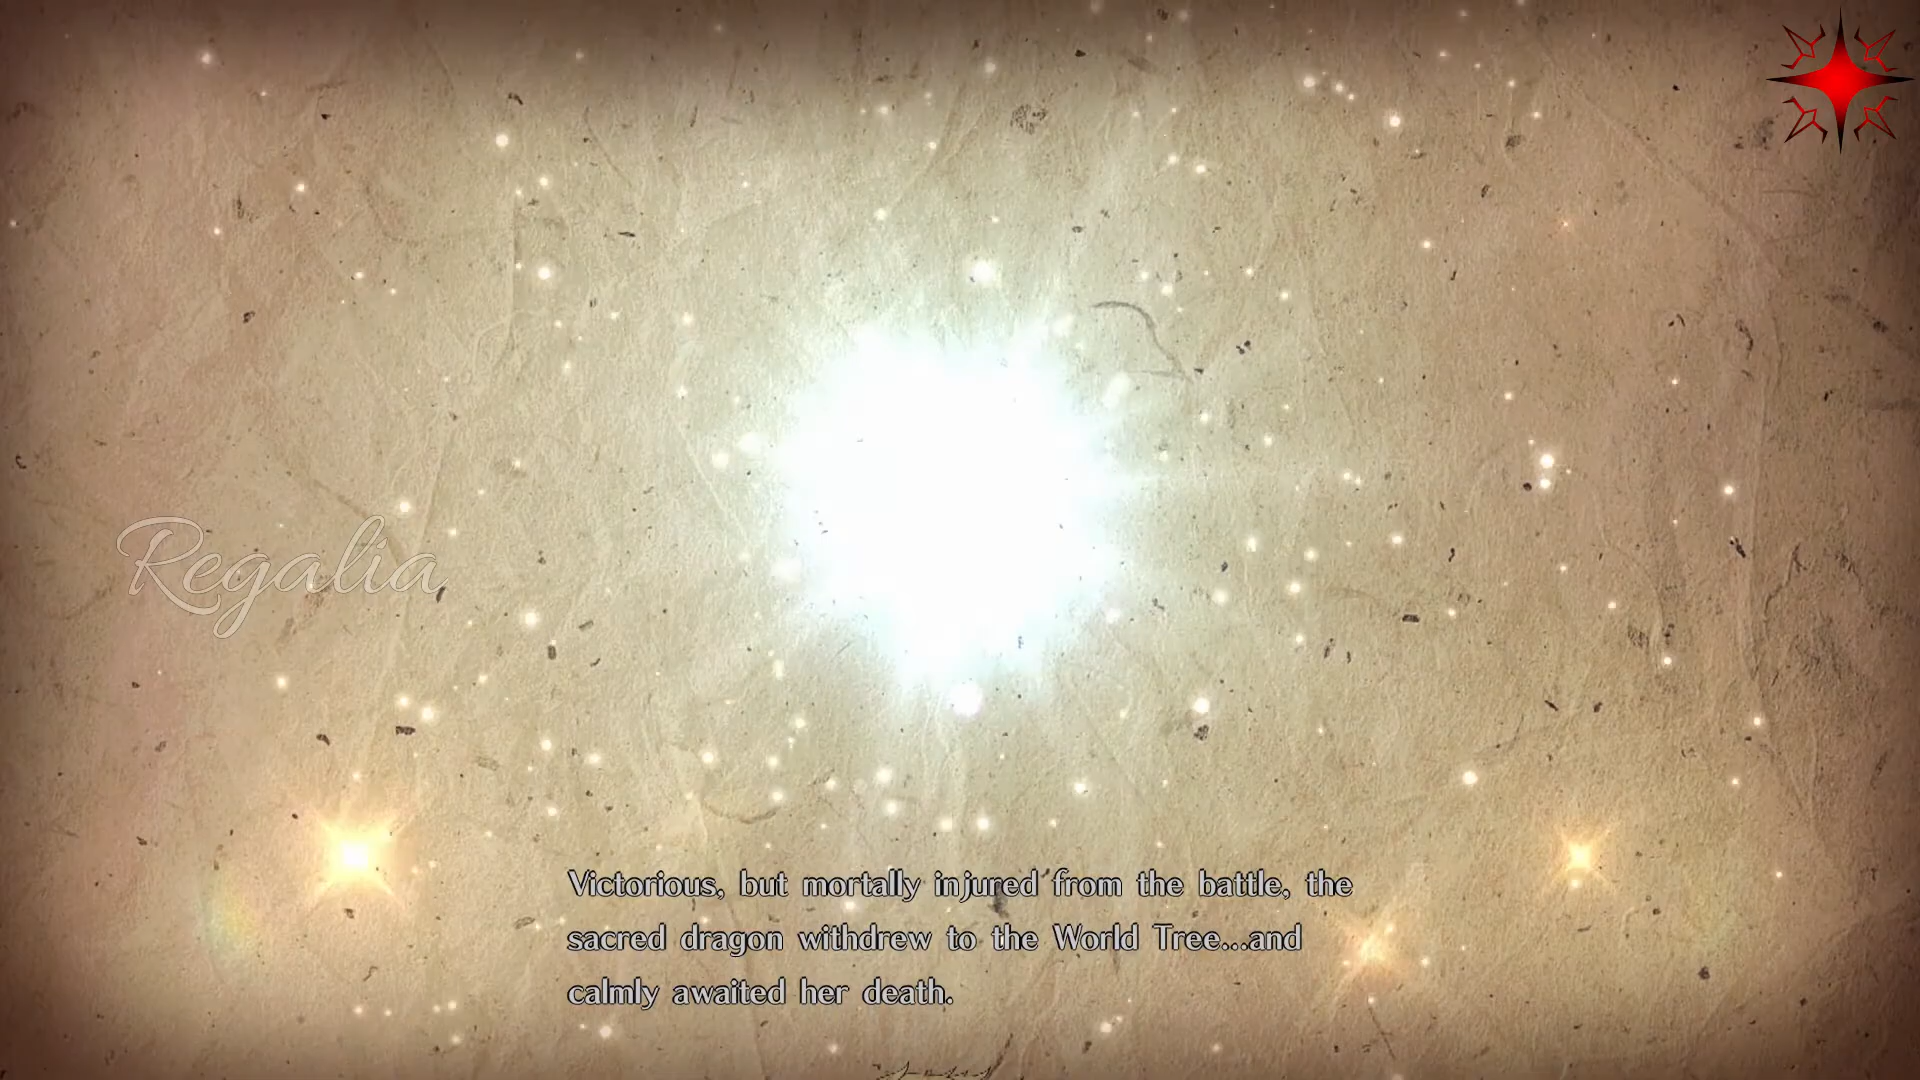 Regalia
Victorious, but mortally injured from the battle, the
sacred dragon withdrew to the World Tree...and
calmly awaited her death.